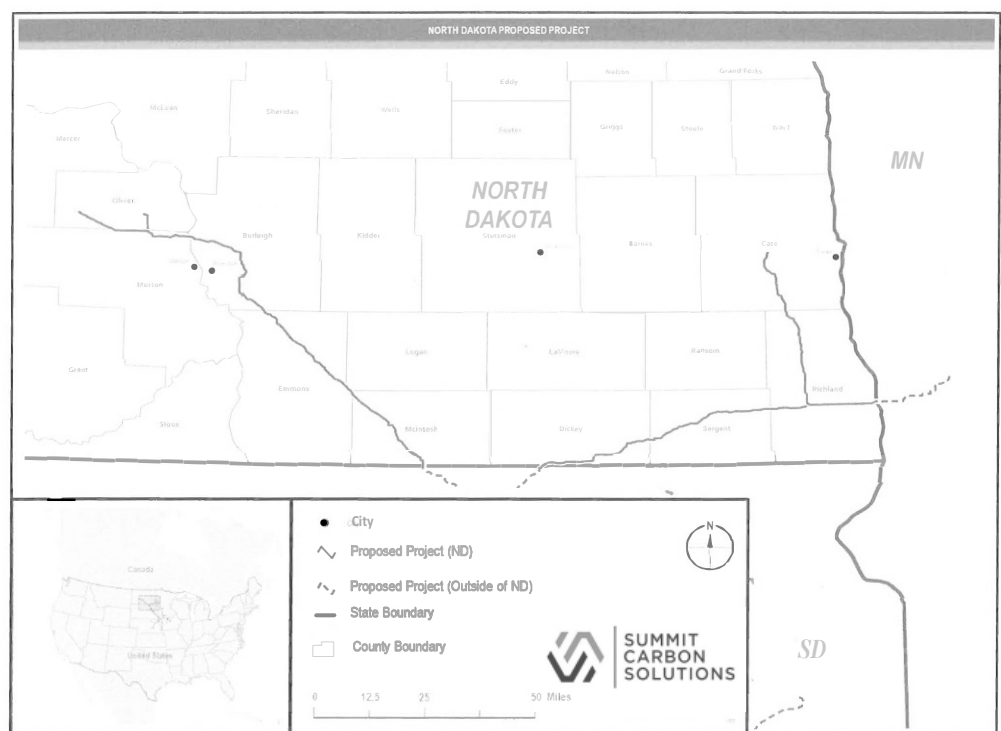 NORTH DAKOTA PROPOSED PROJECT
Nelson
Grand Forks
Eddy
McLean
Sheridan
Wells
Foster
Griggs
Steele
Mercer
MN
Oliver
NORTH
DAKOTA
Burleigh
Kidder
Stutsman
Barnes
Cass
Morton
Logan
LaMoure
Ransom
Grant
Emmons
Richland
Sioux
McIntosh
Dickey
Sargent
City
N
Proposed Project (ND)
Canada
Proposed Project (Outside of ND)
State Boundary
County Boundary
United States
SUMMIT
CARBON
SOLUTIONS
SD
0 12.5 25 50 Miles